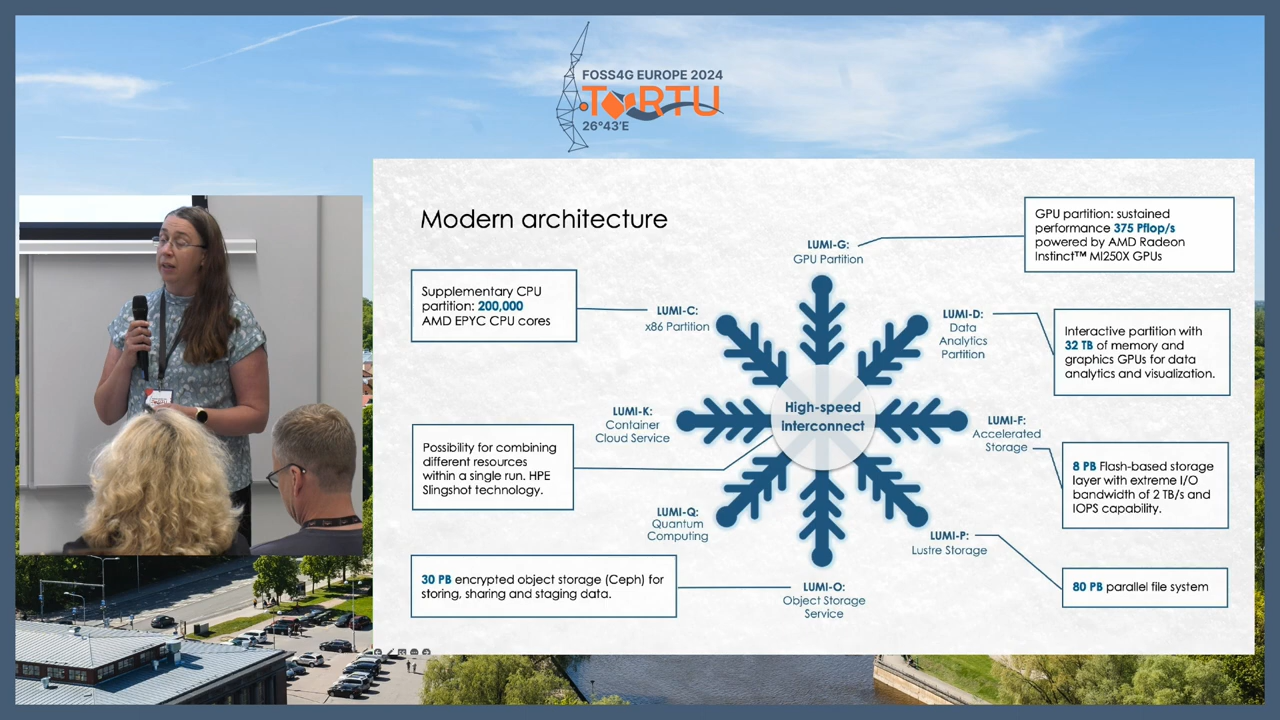 FOSS4G EUROPE 2024
TARTU
26°43'E
Modern architecture
GPU partition: sustained
performance 375 Pflop/s
powered by AMD Radeon
Instinct™ MI250X GPUs
LUMI-G:
GPU Partition
Supplementary CPU
partition: 200,000
AMD EPYC CPU cores
LUMI-C:
x86 Partition
LUMI-D:
Data
Analytics
Partition
Interactive partition with
32 TB of memory and
graphics GPUs for data
analytics and visualization.
High-speed
interconnect
LUMI-K:
Container
Cloud Service
LUMI-F:
Accelerated
Storage
Possibility for combining
different resources
within a single run. HPE
Slingshot technology.
8 PB Flash-based storage
layer with extreme I/O
bandwidth of 2 TB/s and
IOPS capability.
LUMI-Q:
Quantum
Computing
LUMI-P:
Lustre Storage
30 PB encrypted object storage (Ceph) for
storing, sharing and staging data.
LUMI-O:
Object Storage
Service
80 PB parallel file system